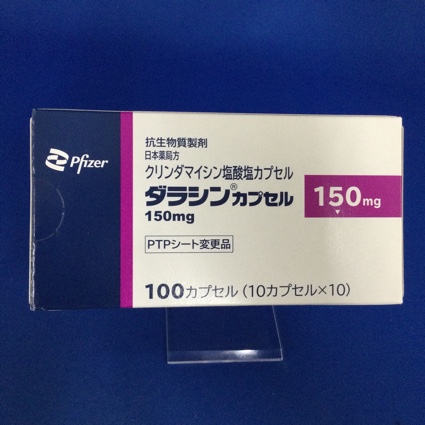 Pfizer
抗生物質製剤
日本薬局方
クリンダマイシン塩酸塩カプセル
ダラシン®カプセル
150mg
150mg
PTPシート変更品
100カプセル（10カプセル×10）